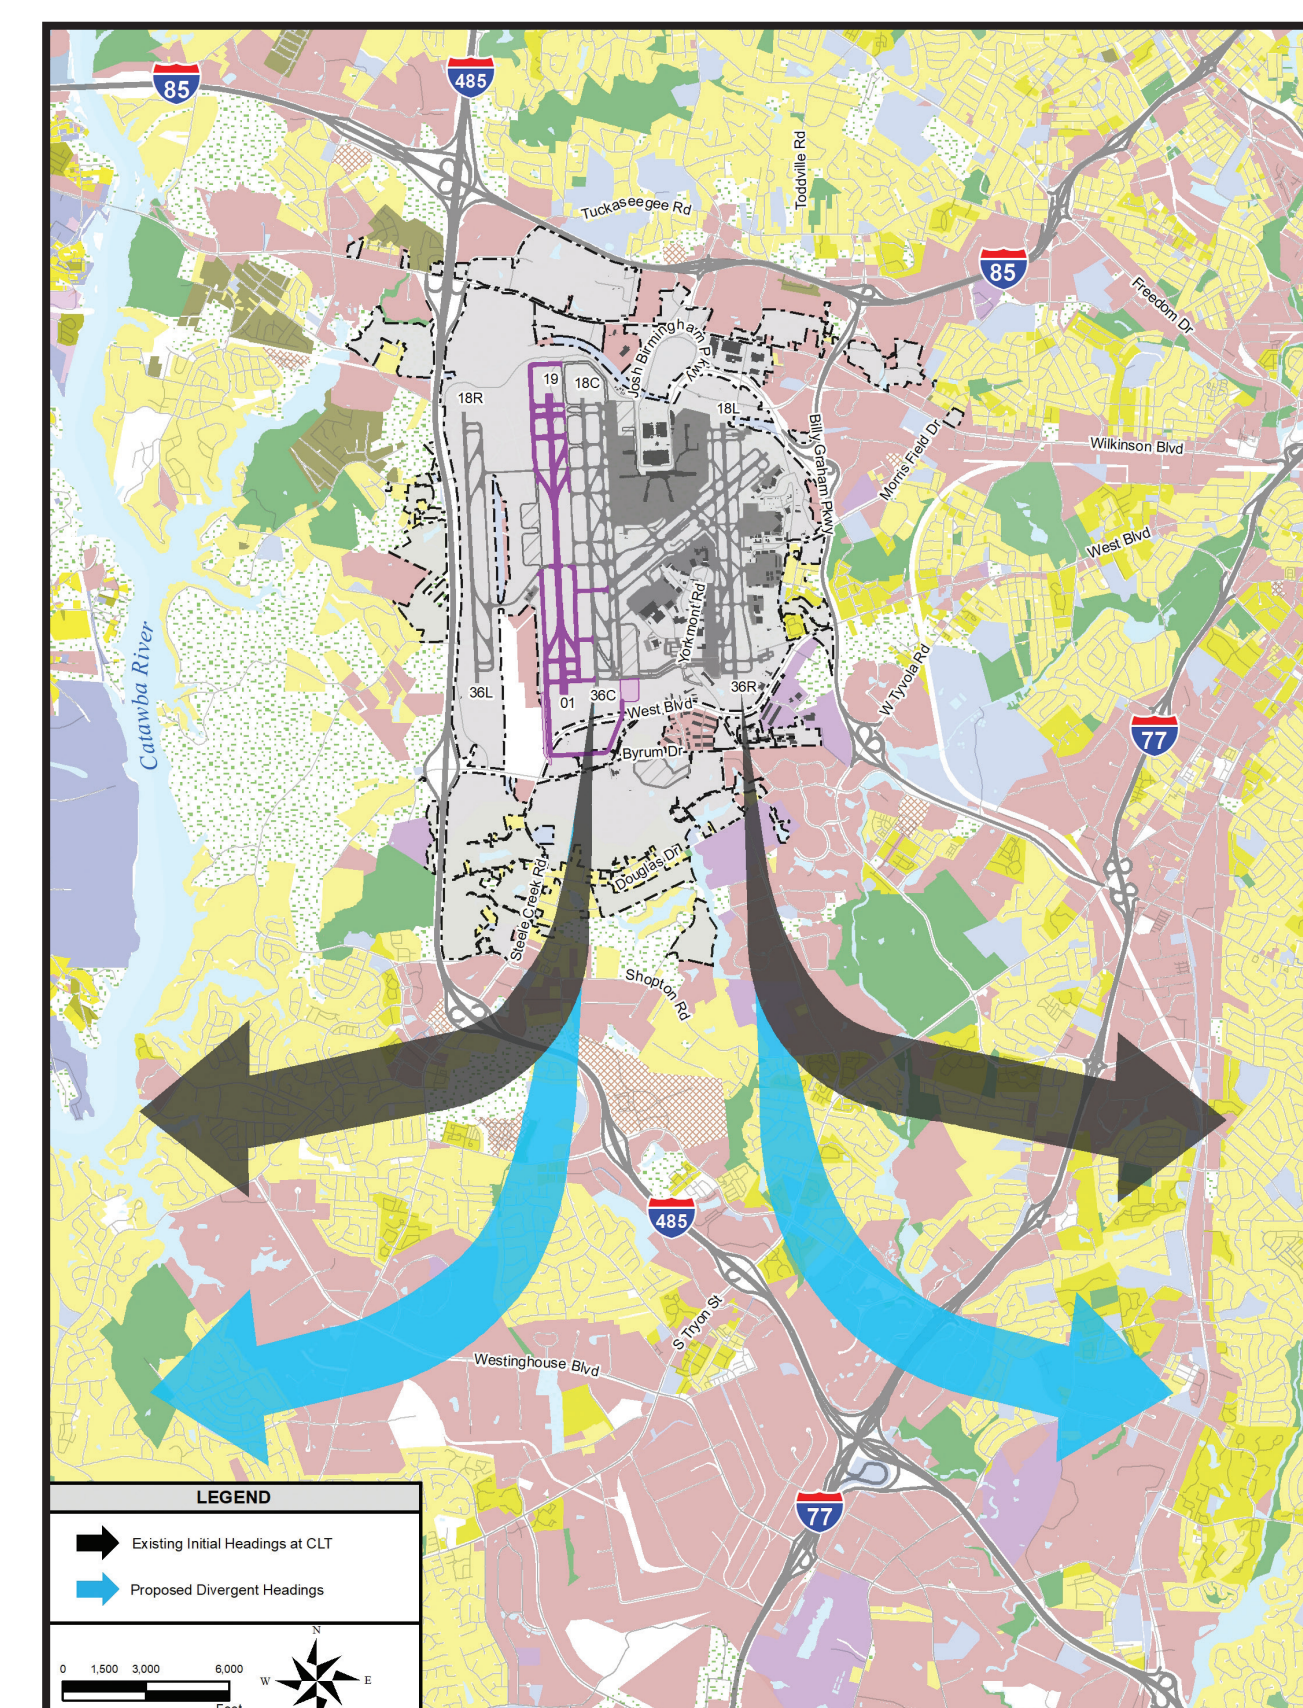 85
485
Toddville Rd
Tuckaseegee Rd
85
Freedom Dr
Josh Birmingham Pkwy
19
18C
18R
18L
Billy Graham Pkwy
Morris Field Dr
Wilkinson Blvd
West Blvd
Catawba River
Yorkmont Rd
W Tyvola Rd
36L
01
36C
36R
West Blvd
77
Byrum Dr
Douglas Dr
Steele Creek Rd
Shopton Rd
485
S Tryon St
Westinghouse Blvd
77
LEGEND
Existing Initial Headings at CLT
Proposed Divergent Headings
N
0 1,500 3,000 6,000
W E
Feet